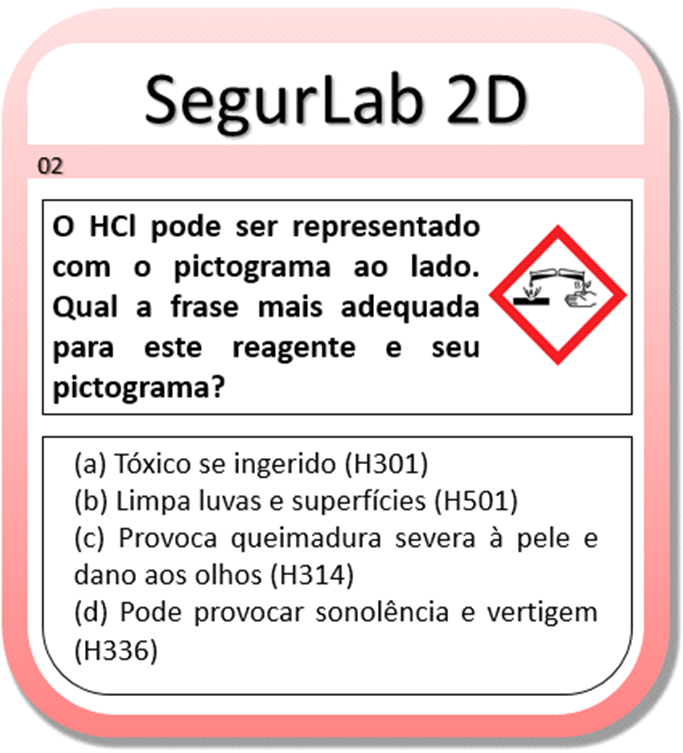 SegurLab 2D
02
O HCl pode ser representado
com o pictograma ao lado.
Qual a frase mais adequada
para este reagente e seu
pictograma?
(a) Tóxico se ingerido (H301)
(b) Limpa luvas e superfícies (H501)
(c) Provoca queimadura severa à pele e
dano aos olhos (H314)
(d) Pode provocar sonolência e vertigem
(H336)